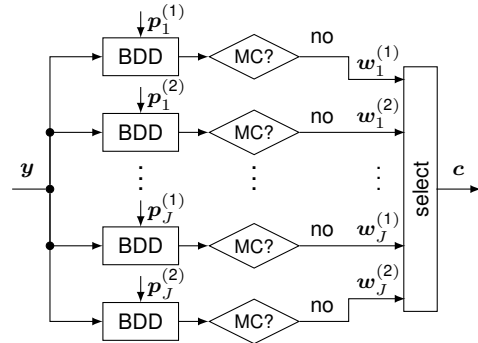 p_1^{(1)}
BDD MC? no w_1^{(1)}
p_1^{(2)}
BDD MC? no w_1^{(2)}
y ⋮ ⋮ ⋮ select c
p_J^{(1)}
BDD MC? no w_J^{(1)}
p_J^{(2)}
BDD MC? no w_J^{(2)}